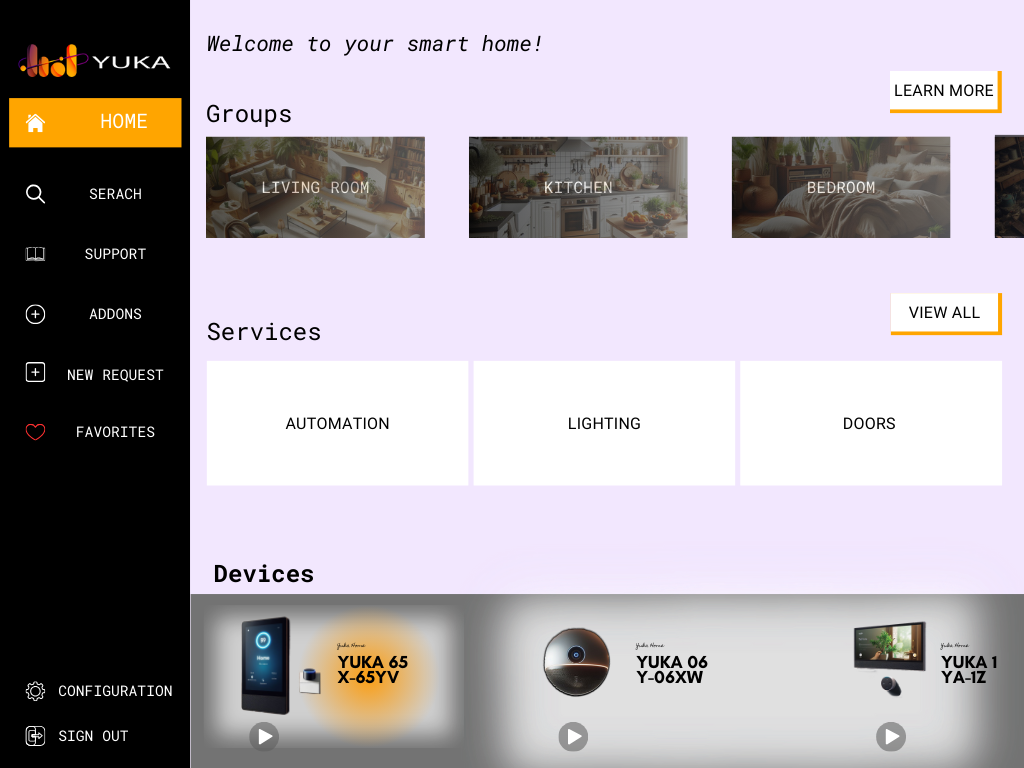 YUKA
HOME
SERACH
SUPPORT
ADDONS
NEW REQUEST
FAVORITES
CONFIGURATION
SIGN OUT
Welcome to your smart home!
LEARN MORE
Groups
LIVING ROOM
KITCHEN
BEDROOM
VIEW ALL
Services
AUTOMATION
LIGHTING
DOORS
Devices
Yuka Home
YUKA 65
X-65YV
Yuka Home
YUKA 06
Y-06XW
Yuka Home
YUKA 1
YA-1Z